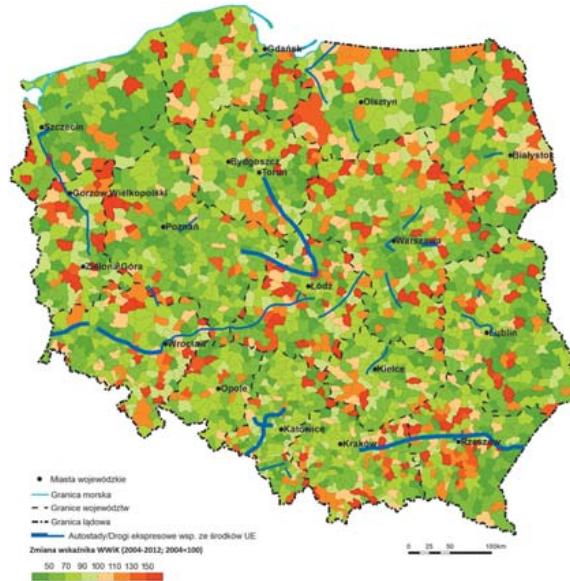 Gdańsk
Olsztyn
Szczecin
Bydgoszcz
Toruń
Białystok
Gorzów Wielkopolski
Poznań
Warszawa
Zielona Góra
Łódź
Lublin
Wrocław
Kielce
Opole
Katowice
Kraków
Rzeszów
Miasta wojewódzkie
Granica morska
Granice województw
Granica lądowa
Autostady/Drogi ekspresowe wsp. ze środków UE
Zmiana wskaźnika WWiK (2004-2012; 2004=100)
0 25 50 100km
50 70 90 100 110 130 150